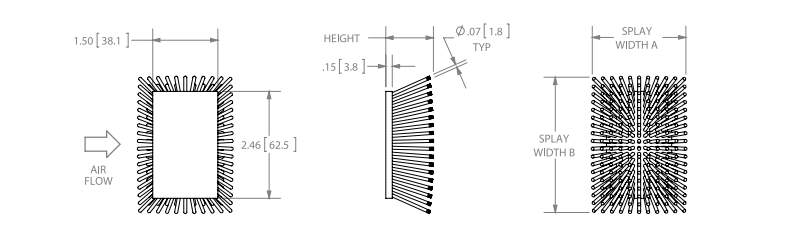 1.50 [38.1]
AIR
FLOW
2.46 [62.5]
HEIGHT
.15 [3.8]
Ø.07 [1.8]
TYP
SPLAY
WIDTH A
SPLAY
WIDTH B